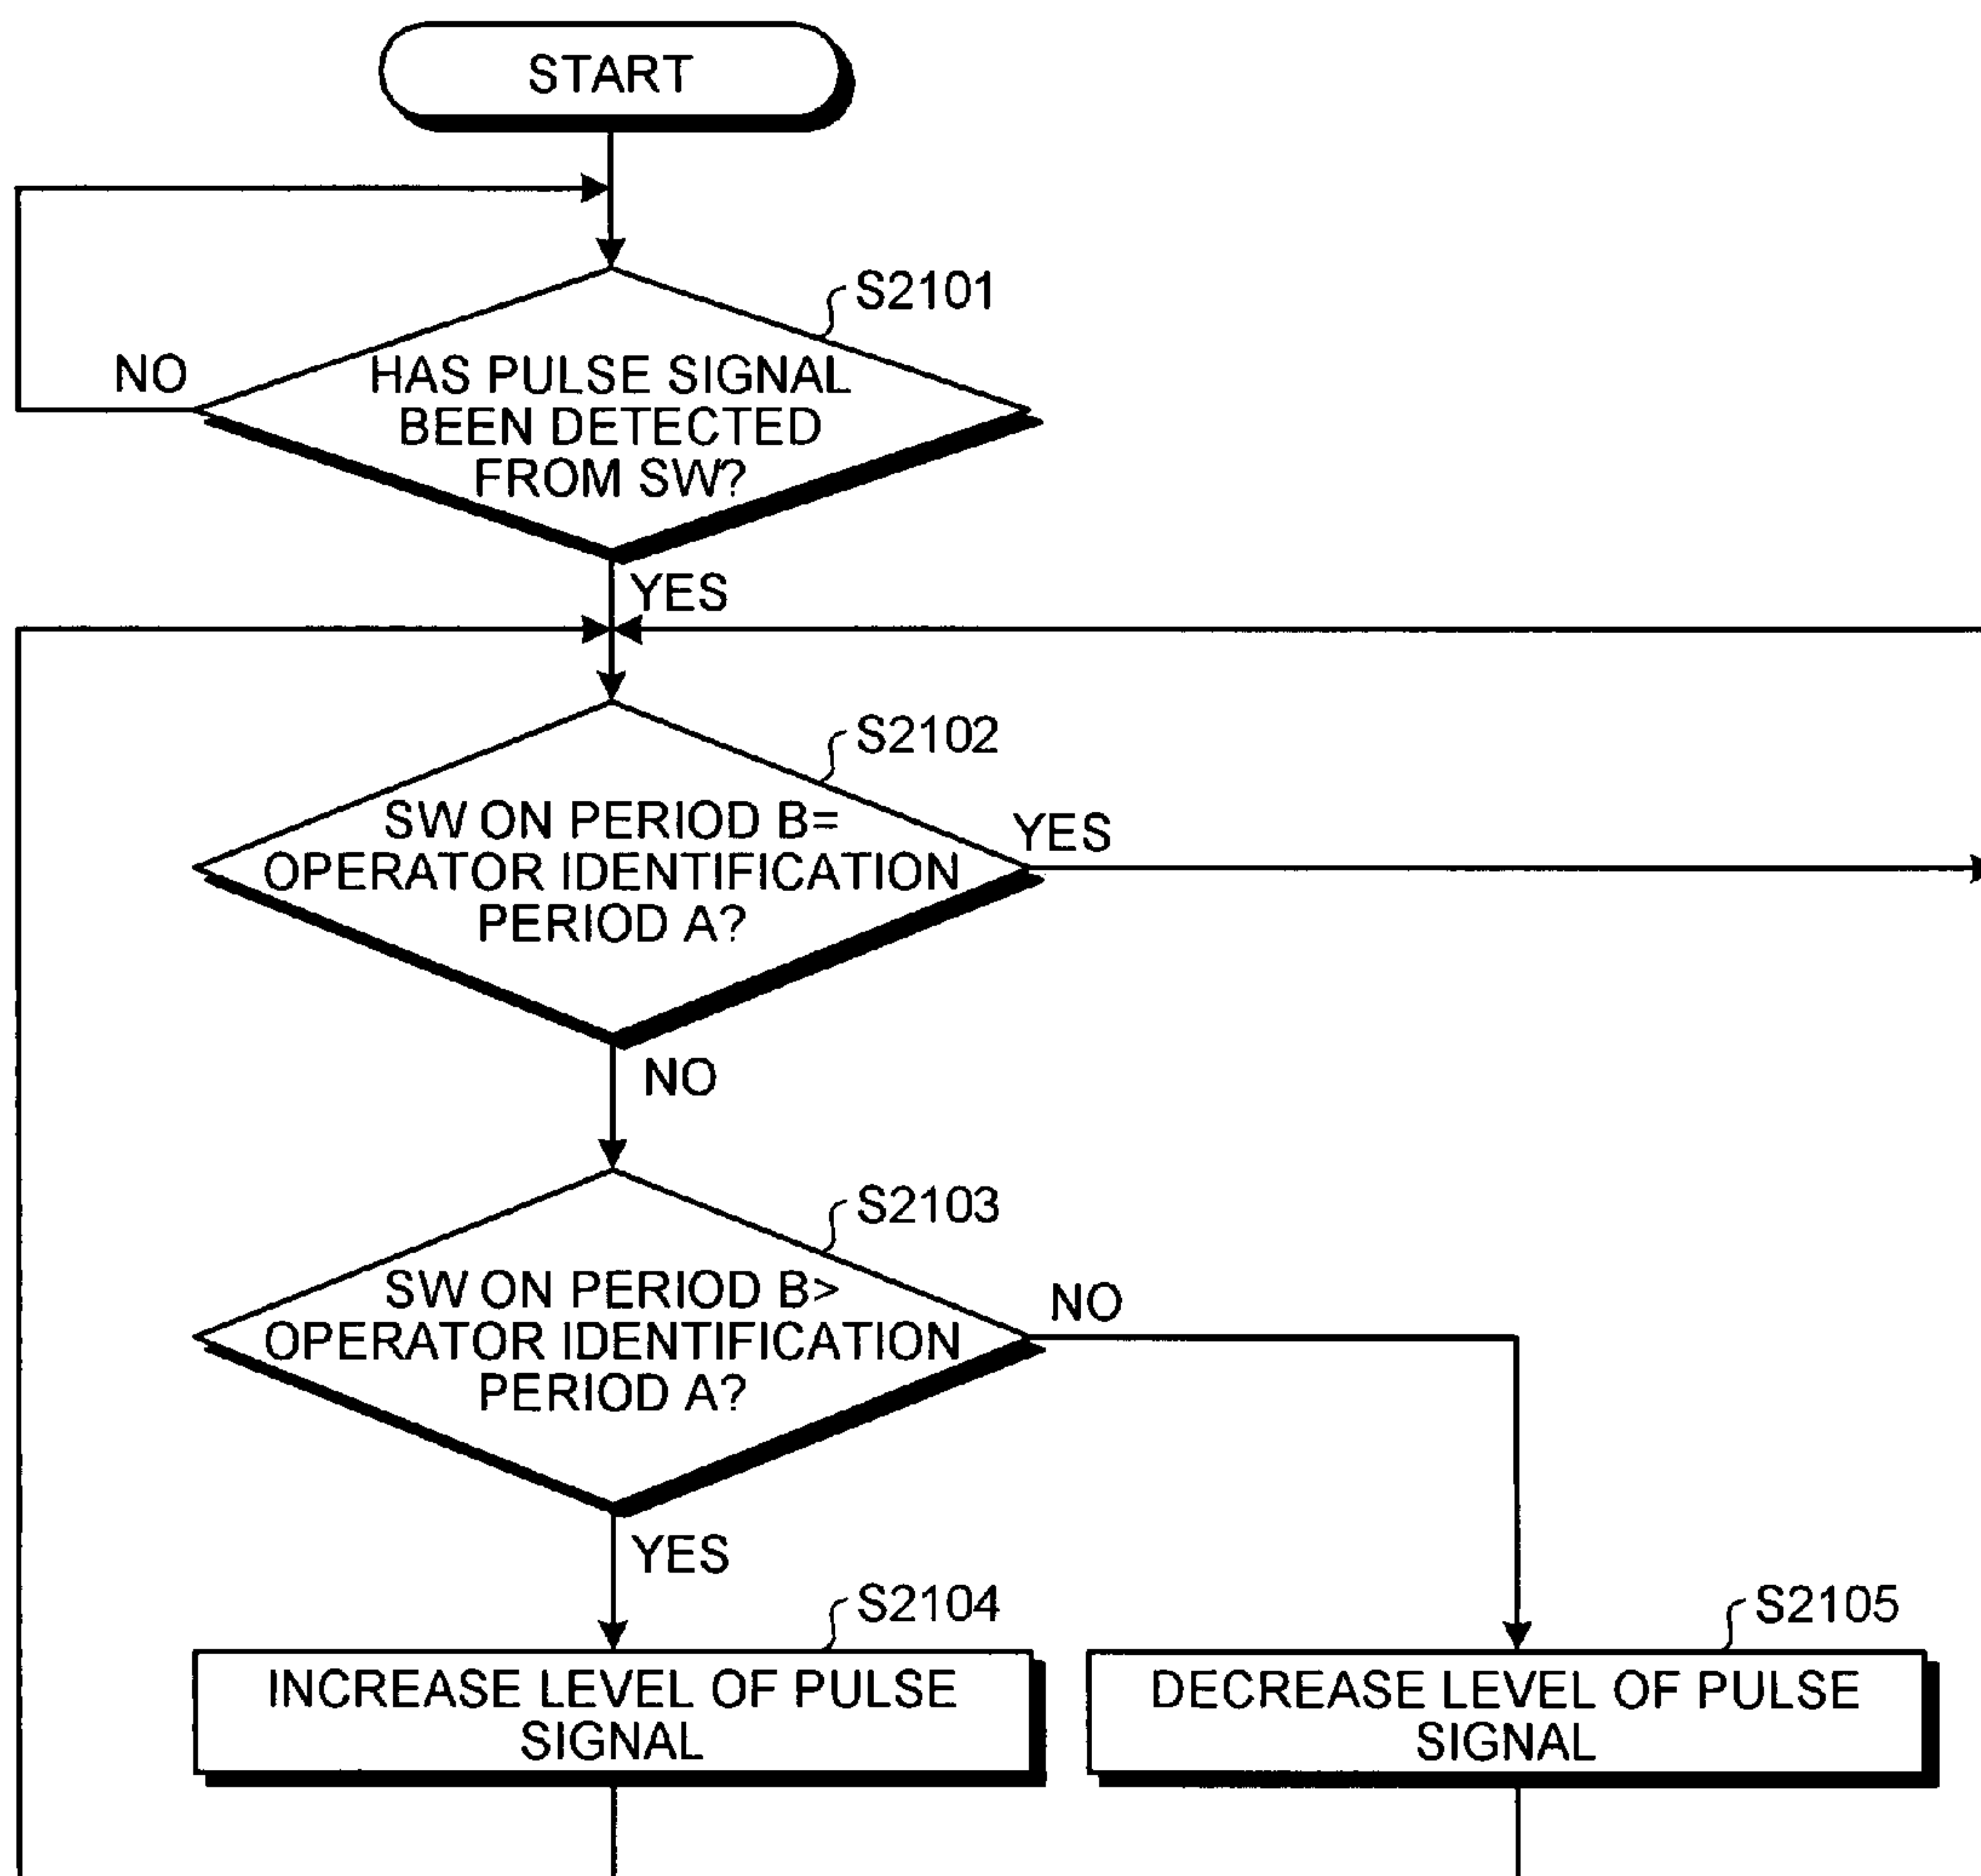 START
S2101
NO
HAS PULSE SIGNAL
BEEN DETECTED
FROM SW?
YES
S2102
SW ON PERIOD B=
OPERATOR IDENTIFICATION
PERIOD A?
YES
NO
S2103
SW ON PERIOD B>
OPERATOR IDENTIFICATION
PERIOD A?
NO
YES
S2104
S2105
INCREASE LEVEL OF PULSE
SIGNAL
DECREASE LEVEL OF PULSE
SIGNAL